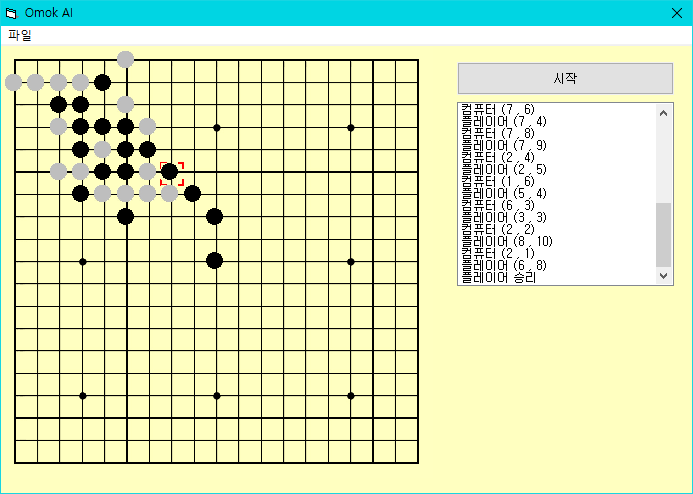 Omok AI
파일
시작
컴퓨터 (7 , 6)
플레이어 (7 , 4)
컴퓨터 (7 , 8)
플레이어 (7 , 9)
컴퓨터 (2 , 4)
플레이어 (2 , 5)
컴퓨터 (1 , 6)
플레이어 (5 , 4)
컴퓨터 (6 , 3)
플레이어 (3 , 3)
컴퓨터 (2 , 2)
플레이어 (8 , 10)
컴퓨터 (2 , 1)
플레이어 (6 , 8)
플레이어 승리